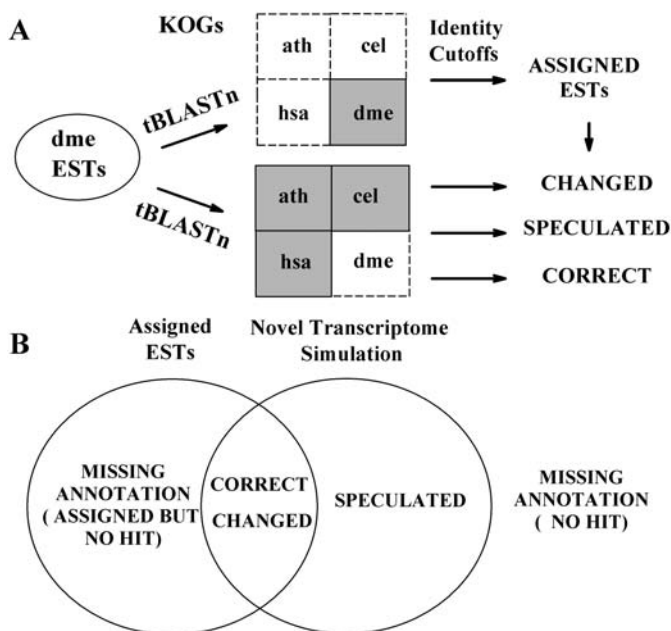 A
KOGs
Identity
Cutoffs
ath cel
hsa dme
ASSIGNED
ESTs
tBLASTn
dme
ESTs
tBLASTn
ath cel
hsa dme
CHANGED
SPECULATED
CORRECT
B
Assigned
ESTs
Novel Transcriptome
Simulation
MISSING
ANNOTATION
( ASSIGNED BUT
NO HIT)
CORRECT
CHANGED
SPECULATED
MISSING
ANNOTATION
( NO HIT)